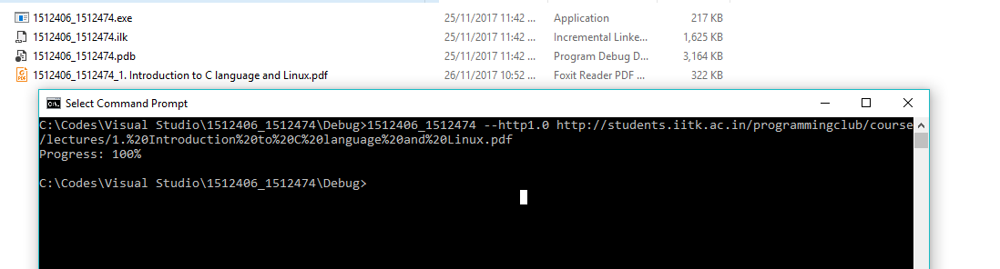 1512406_1512474.exe 25/11/2017 11:42 ... Application 217 KB
1512406_1512474.ilk 25/11/2017 11:42 ... Incremental Linke... 1,625 KB
1512406_1512474.pdb 25/11/2017 11:42 ... Program Debug D... 3,164 KB
1512406_1512474_1. Introduction to C language and Linux.pdf 26/11/2017 10:52 ... Foxit Reader PDF ... 322 KB
Select Command Prompt
C:\Codes\Visual Studio\1512406_1512474\Debug>1512406_1512474 --http1.0 http://students.iitk.ac.in/programmingclub/course
/lectures/1.%20Introduction%20to%20C%20language%20and%20Linux.pdf
Progress: 100%
C:\Codes\Visual Studio\1512406_1512474\Debug>